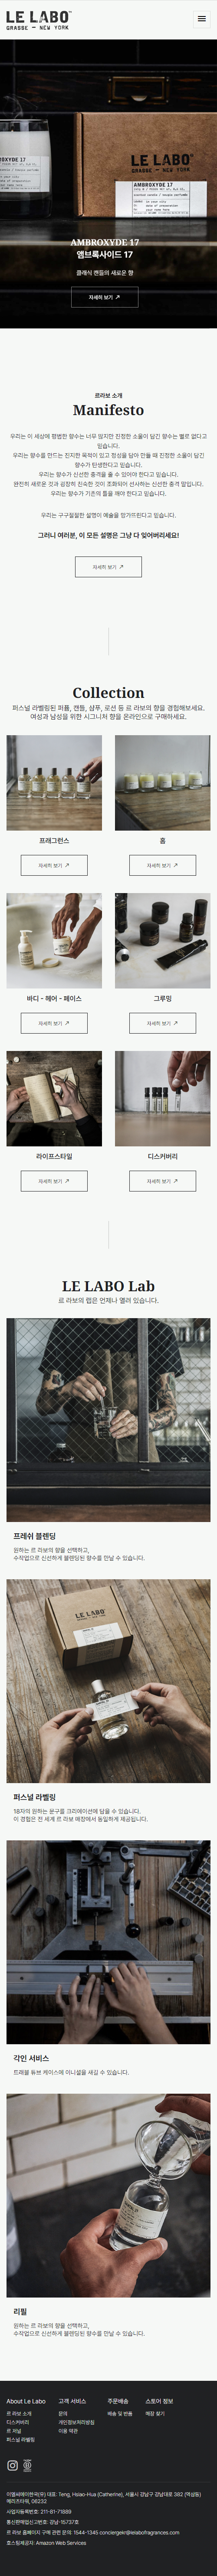 LE LABO™
GRASSE — NEW YORK
LE LABO
AMBROXYDE 17
AMBROXYDE 17
AMBROXYDE 17
앰브록사이드 17
클래식 캔들의 새로운 향
자세히 보기 ↗
르라보 소개
Manifesto
우리는 이 세상에 평범한 향수는 너무 많지만 진정한 소울이 담긴 향수는 별로 없다고
믿습니다.
우리는 향수를 만드는 진지한 목적이 있고 정성을 담아 만들 때 진정한 소울이 담긴
향수가 탄생한다고 믿습니다.
우리는 향수가 신선한 충격을 줄 수 있어야 한다고 믿습니다.
완전히 새로운 것과 굉장히 친숙한 것이 조화되어 선사하는 신선한 충격 말입니다.
우리는 향수가 기존의 틀을 깨야 한다고 믿습니다.
우리는 구구절절한 설명이 예술을 망가뜨린다고 믿습니다.
그러니 여러분, 이 모든 설명은 그냥 다 잊어버리세요!
자세히 보기 ↗
Collection
퍼스널 라벨링된 퍼퓸, 캔들, 샴푸, 로션 등 르 라보의 향을 경험해보세요.
여성과 남성을 위한 시그니처 향을 온라인으로 구매하세요.
프래그런스
홈
자세히 보기 ↗
자세히 보기 ↗
바디 - 헤어 - 페이스
그루밍
자세히 보기 ↗
자세히 보기 ↗
라이프스타일
디스커버리
자세히 보기 ↗
자세히 보기 ↗
LE LABO Lab
르 라보의 랩은 언제나 열려 있습니다.
프레쉬 블렌딩
원하는 르 라보의 향을 선택하고,
수작업으로 신선하게 블렌딩된 향수를 만날 수 있습니다.
LE LABO
퍼스널 라벨링
18자의 원하는 문구를 크리에이션에 담을 수 있습니다.
이 경험은 전 세계 르 라보 매장에서 동일하게 제공됩니다.
각인 서비스
트래블 튜브 케이스에 이니셜을 새길 수 있습니다.
LE LABO
리필
원하는 르 라보의 향을 선택하고,
수작업으로 신선하게 블렌딩된 향수를 만날 수 있습니다.
About Le Labo
르 라보 소개
디스커버리
르 저널
퍼스널 라벨링
고객 서비스
문의
개인정보처리방침
이용 약관
주문배송
배송 및 반품
스토어 정보
매장 찾기
이엘씨에이한국(유) 대표: Teng, Hsiao-Hua (Catherine), 서울시 강남구 강남대로 382 (역삼동)
메리츠타워, 06232
사업자등록번호: 211-81-71889
통신판매업신고번호: 강남-15737호
르 라보 홈페이지 구매 관련 문의: 1544-1345 conciergekr@lelabofragrances.com
호스팅제공자: Amazon Web Services